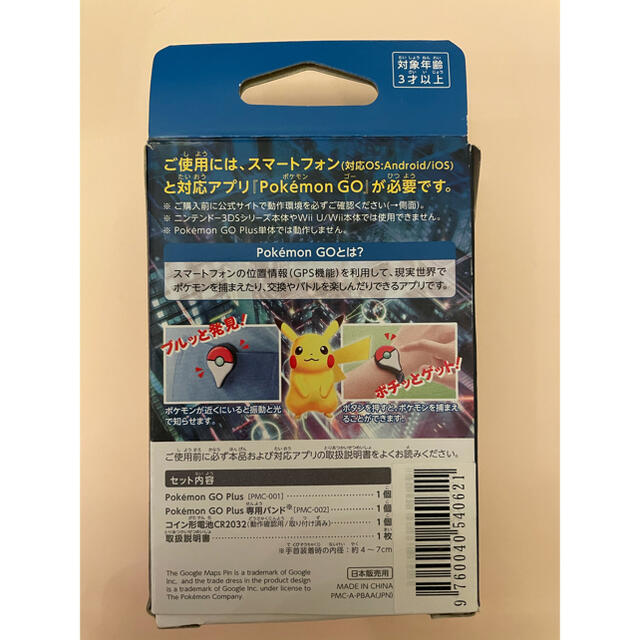 対象年齢
3才以上
ご使用には、スマートフォン(対応OS:Android/iOS)
と対応アプリ『Pokémon GO』が必要です。
※ ご購入前に公式サイトで動作環境を必ずご確認ください(→側面)。
※ ニンテンドー3DSシリーズ本体やWii U/Wii本体では使用できません。
※ Pokémon GO Plus単体では動作しません。
Pokémon GOとは?
スマートフォンの位置情報(GPS機能)を利用して、現実世界で
ポケモンを捕まえたり、交換やバトルを楽しんだりできるアプリです。
ブルッと発見!
ポケモンが近くにいると振動と光
で知らせます。
ポチッとゲット!
ボタンを押すと、ポケモンを捕まえ
ることができます。
ご使用前に必ず本品および対応アプリの取扱説明書をよくお読みください。
セット内容
Pokémon GO Plus [PMC-001] 1個
Pokémon GO Plus 専用バンド※[PMC-002] 1個
コイン形電池CR2032(動作確認用/取り付け済み) 1個
取扱説明書 1枚
※手首装着時の内径:約4~7cm
The Google Maps Pin is a trademark of Google
Inc. and the trade dress in the product design
is a trademark of Google Inc. under license to
The Pokémon Company.
日本販売用
MADE IN CHINA
PMC-A-PBAA(JPN)
9760040540621